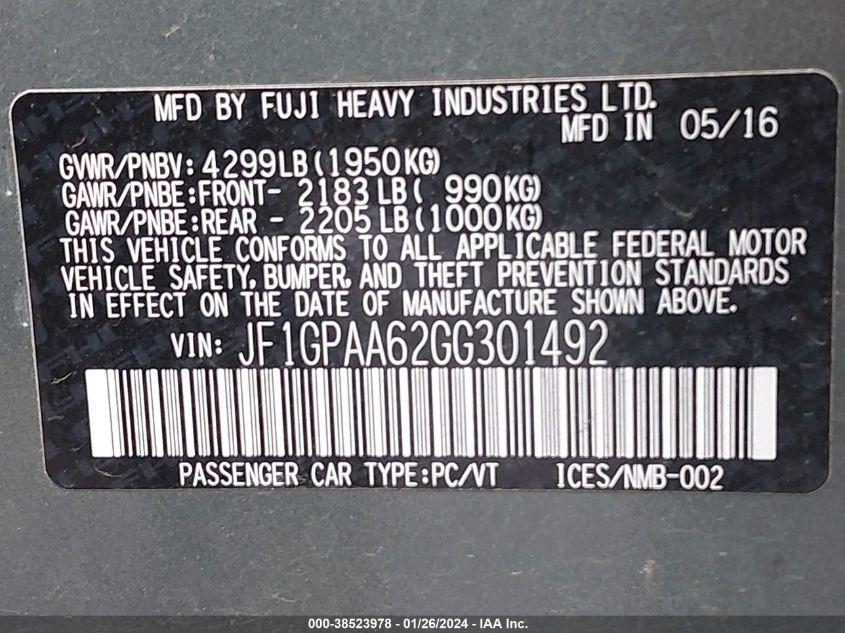 MFD BY FUJI HEAVY INDUSTRIES LTD.
MFD IN 05/16
GVWR/PNBV: 4299LB (1950KG)
GAWR/PNBE:FRONT- 2183 LB ( 990KG)
GAWR/PNBE:REAR - 2205 LB (1000KG)
THIS VEHICLE CONFORMS TO ALL APPLICABLE FEDERAL MOTOR
VEHICLE SAFETY, BUMPER, AND THEFT PREVENTION STANDARDS
IN EFFECT ON THE DATE OF MANUFACTURE SHOWN ABOVE.
VIN: JF1GPAA62GG301492
PASSENGER CAR TYPE:PC/VT ICES/NMB-002
000-38523978 - 01/26/2024 - IAA Inc.